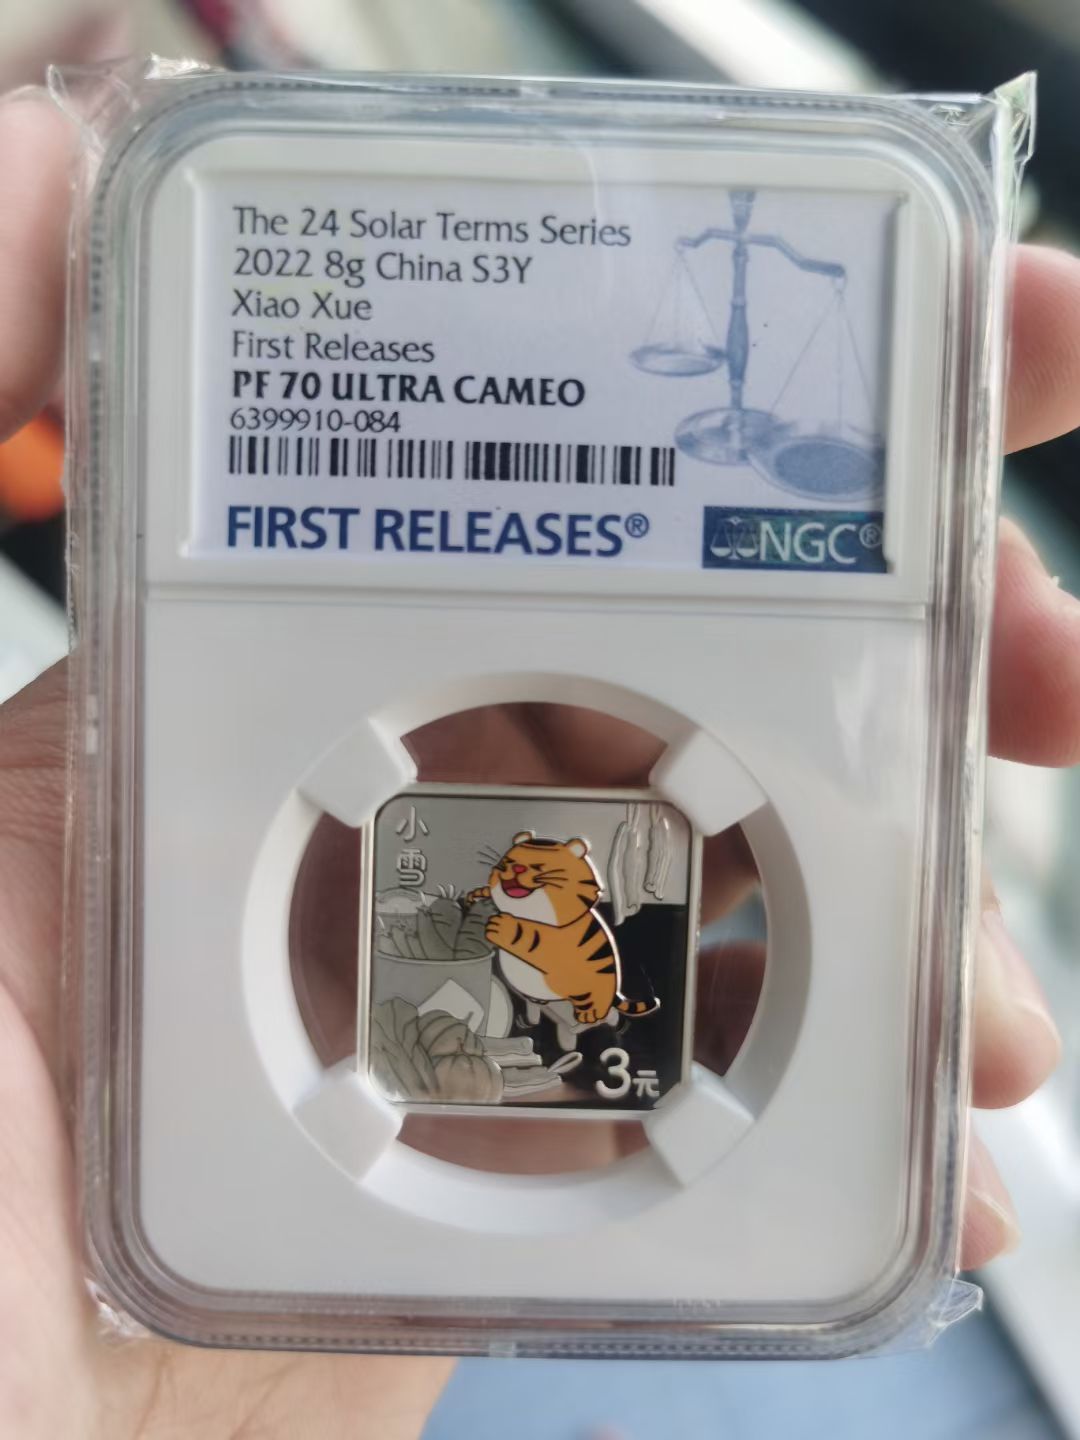 The 24 Solar Terms Series
2022 8g China S3Y
Xiao Xue
First Releases
PF 70 ULTRA CAMEO
6399910-084
FIRST RELEASES®
NGC®
小
雪
3元